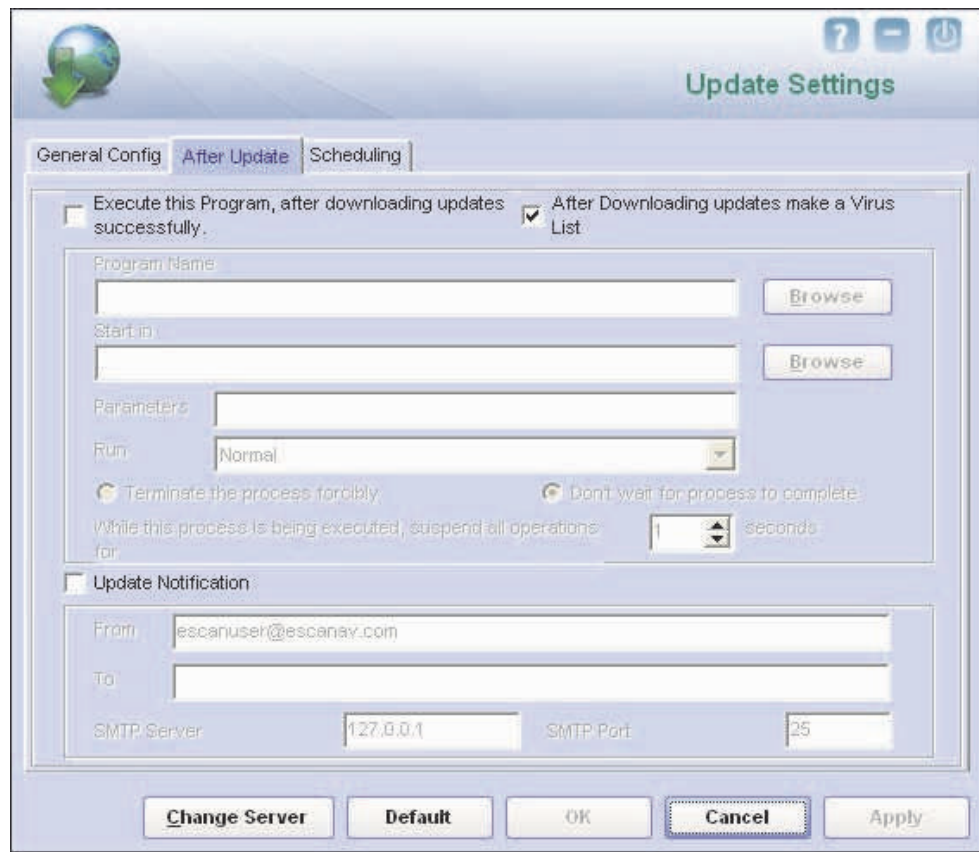 ?
Update Settings
General Config
After Update
Scheduling
Execute this Program, after downloading updates
successfully.
After Downloading updates make a Virus
List
Program Name
Browse
Start in
Browse
Parameters
Run
Normal
Terminate the process forcibly
Don't wait for process to complete
While this process is being executed, suspend all operations
for
1
seconds
Update Notification
From
escanuser@escanav.com
To
SMTP Server
127.0.0.1
SMTP Port
25
Change Server
Default
OK
Cancel
Apply